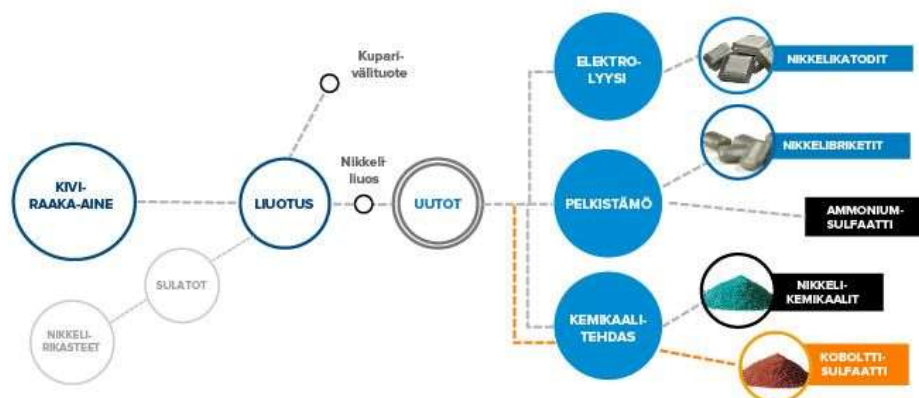 Kupari-
välituote
ELEKTRO-
LYYSI
NIKKELIKATODIT
KIVI-
RAAKA-AINE
LIUOTUS
Nikkeli-
liuos
UUTOT
PELKISTÄMÖ
NIKKELIBRIKETIT
AMMONIUM-
SULFAATTI
SULATOT
NIKKELI-
RIKASTEET
KEMIKAALI-
TEHDAS
NIKKELI-
KEMIKAALIT
KOBOLTTI-
SULFAATTI